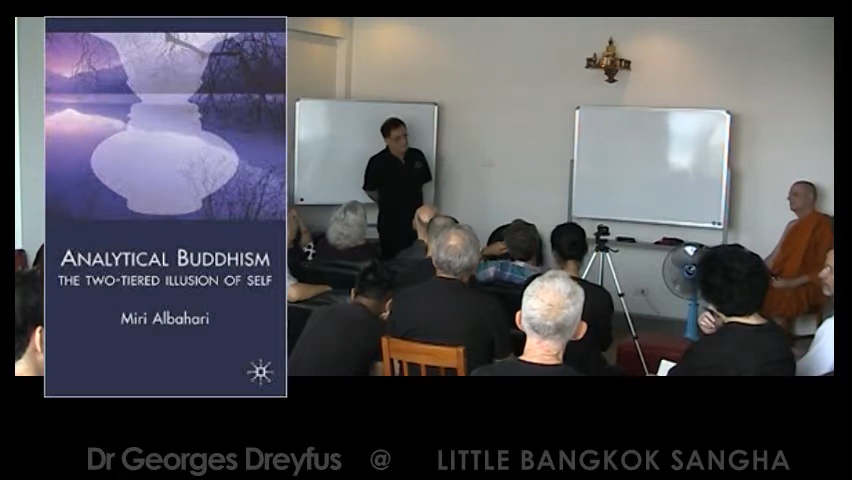 ANALYTICAL BUDDHISM
THE TWO-TIERED ILLUSION OF SELF
Miri Albahari
Dr Georges Dreyfus @ LITTLE BANGKOK SANGHA